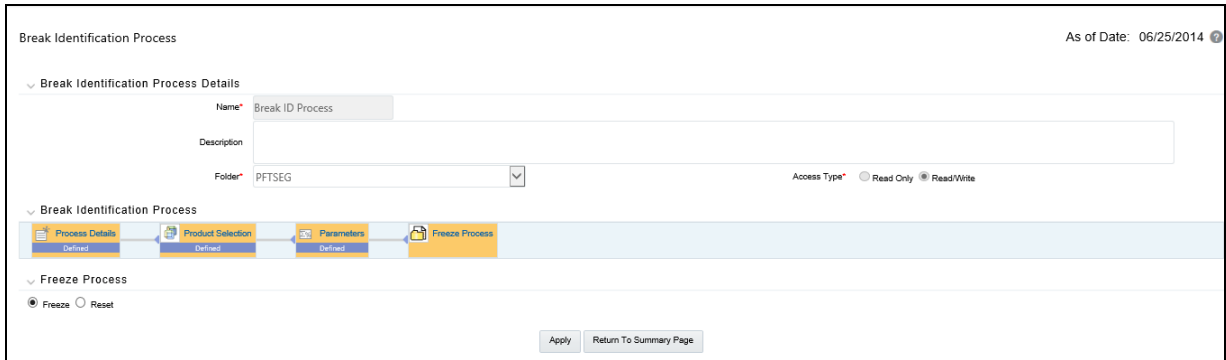 Break Identification Process
As of Date: 06/25/2014 ?
Break Identification Process Details
Name* Break ID Process
Description
Folder* PFTSEG
Access Type* Read Only Read/Write
Break Identification Process
Process Details Product Selection Parameters Freeze Process
Defined Defined Defined
Freeze Process
Freeze Reset
Apply Return To Summary Page